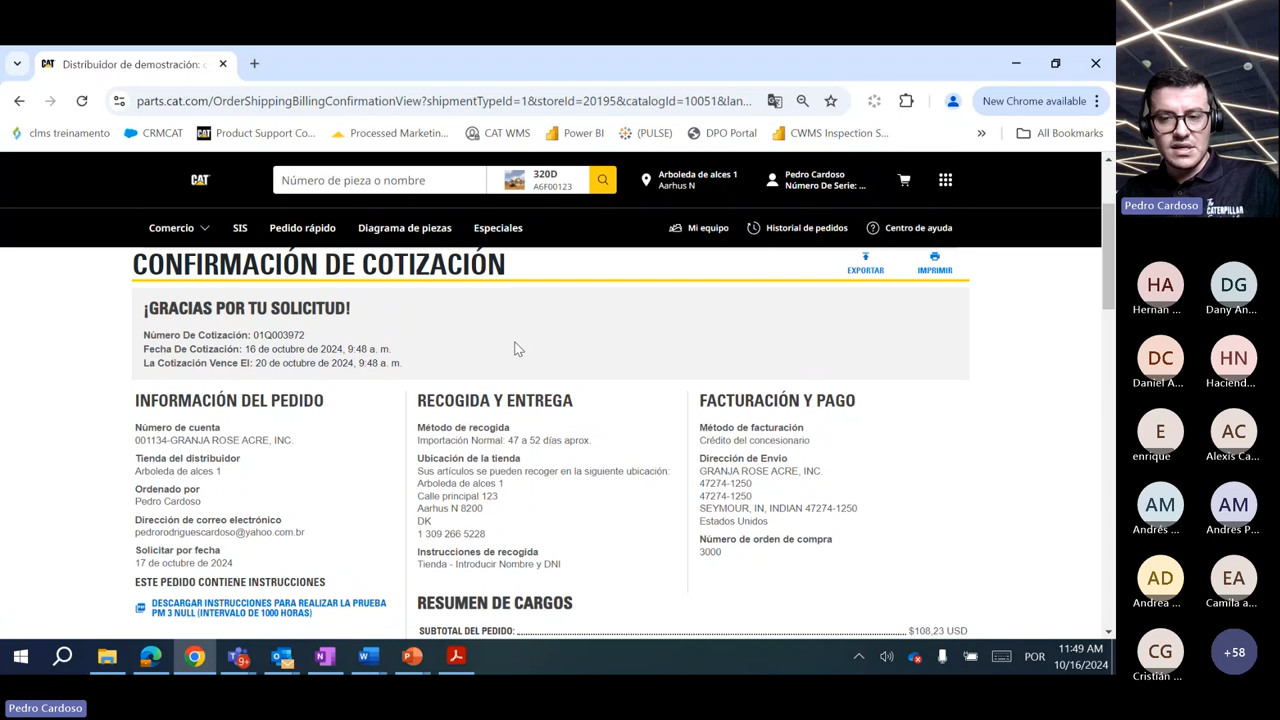 CAT
Distribuidor de demostración: c
parts.cat.com/OrderShippingBillingConfirmationView?shipmentTypeId=1&storeId=20195&catalogId=10051&lan...
New Chrome available
clms treinamento
CRMCAT
CAT
Product Support Co...
Processed Marketin...
CAT WMS
Power BI
(PULSE)
DPO Portal
CWMS Inspection S...
»
All Bookmarks
CAT
Número de pieza o nombre
320D
A6F00123
Arboleda de alces 1
Aarhus N
Pedro Cardoso
Número De Serie: ...
Comercio
SIS
Pedido rápido
Diagrama de piezas
Especiales
Mi equipo
Historial de pedidos
Centro de ayuda
CONFIRMACIÓN DE COTIZACIÓN
EXPORTAR
IMPRIMIR
¡GRACIAS POR TU SOLICITUD!
Número De Cotización: 01Q003972
Fecha De Cotización: 16 de octubre de 2024, 9:48 a. m.
La Cotización Vence El: 20 de octubre de 2024, 9:48 a. m.
INFORMACIÓN DEL PEDIDO
Número de cuenta
001134-GRANJA ROSE ACRE, INC.
Tienda del distribuidor
Arboleda de alces 1
Ordenado por
Pedro Cardoso
Dirección de correo electrónico
pedrorodriguescardoso@yahoo.com.br
Solicitar por fecha
17 de octubre de 2024
ESTE PEDIDO CONTIENE INSTRUCCIONES
DESCARGAR INSTRUCCIONES PARA REALIZAR LA PRUEBA
PM 3 NULL (INTERVALO DE 1000 HORAS)
RECOGIDA Y ENTREGA
Método de recogida
Importación Normal: 47 a 52 días aprox.
Ubicación de la tienda
Sus artículos se pueden recoger en la siguiente ubicación:
Arboleda de alces 1
Calle principal 123
Aarhus N 8200
DK
1 309 266 5228
Instrucciones de recogida
Tienda - Introducir Nombre y DNI
FACTURACIÓN Y PAGO
Método de facturación
Crédito del concesionario
Dirección de Envio
GRANJA ROSE ACRE, INC.
47274-1250
47274-1250
SEYMOUR, IN, INDIAN 47274-1250
Estados Unidos
Número de orden de compra
3000
RESUMEN DE CARGOS
SUBTOTAL DEL PEDIDO: $108,23 USD
POR
11:49 AM
10/16/2024
Pedro Cardoso
The
CATERPILLAR
Pedro Cardoso
HA
Hernan ...
DG
Dany An...
DC
Daniel A...
HN
Haciend...
E
enrique
AC
Alexis Ca...
AM
Andrés ...
AM
Andres P...
AD
Andrea ...
EA
Camila a...
CG
Cristián ...
+58